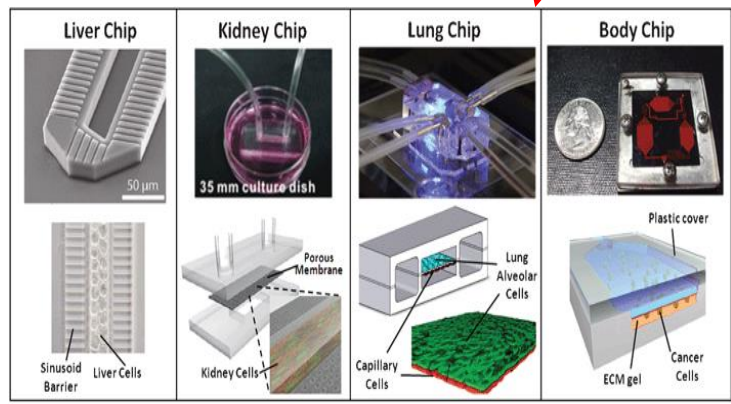 Liver Chip
Kidney Chip
Lung Chip
Body Chip
50 µm
35 mm culture dish
Sinusoid
Barrier
Liver Cells
Porous
Membrane
Kidney Cells
Lung
Alveolar
Cells
Capillary
Cells
Plastic cover
ECM gel
Cancer
Cells